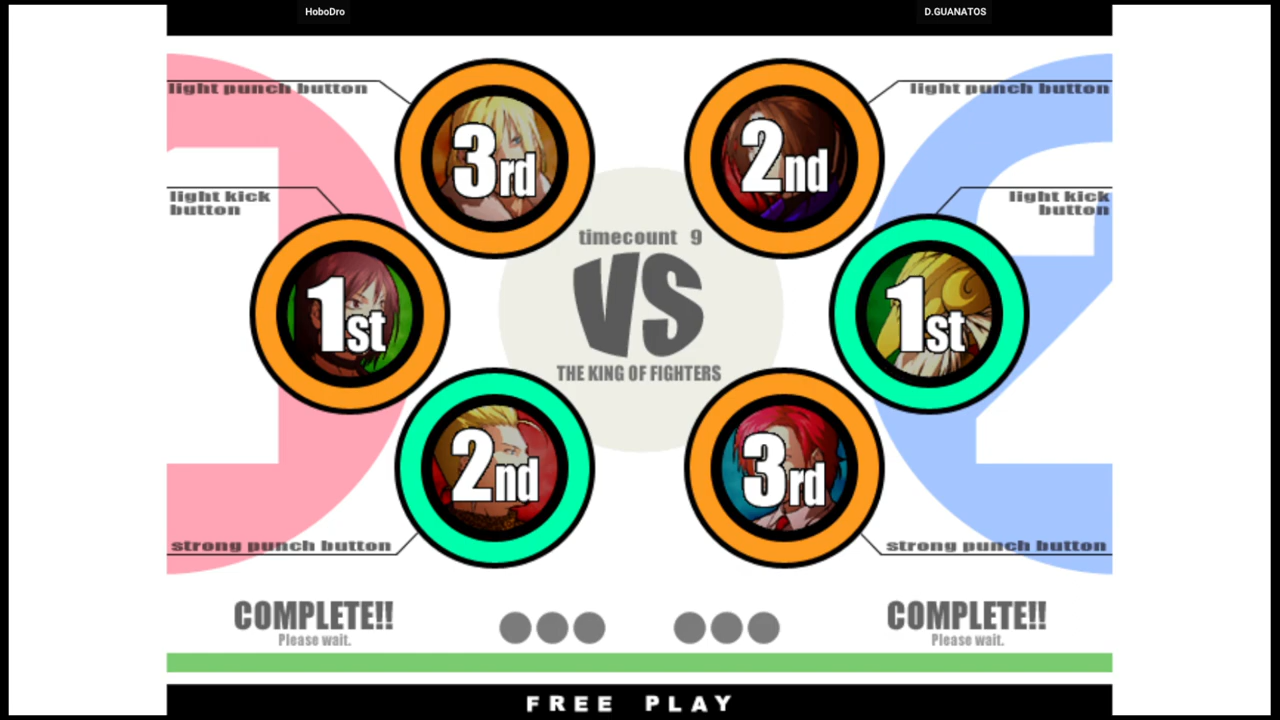 HoboDro
D.GUANATOS
light punch button
light punch button
3rd
2nd
light kick
button
light kick
button
timecount 9
VS
THE KING OF FIGHTERS
1st
1st
2nd
3rd
strong punch button
strong punch button
COMPLETE!!
Please wait.
COMPLETE!!
Please wait.
FREE PLAY